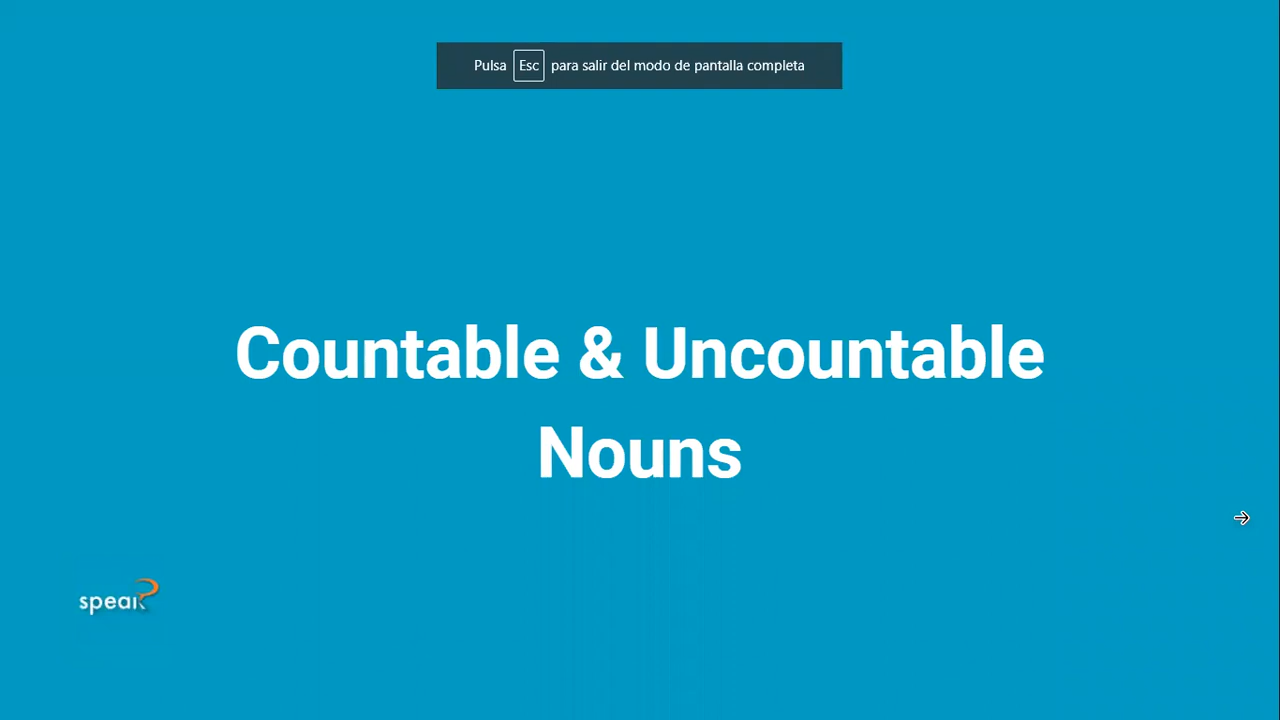 Pulsa Esc para salir del modo de pantalla completa
Countable & Uncountable
Nouns
speak